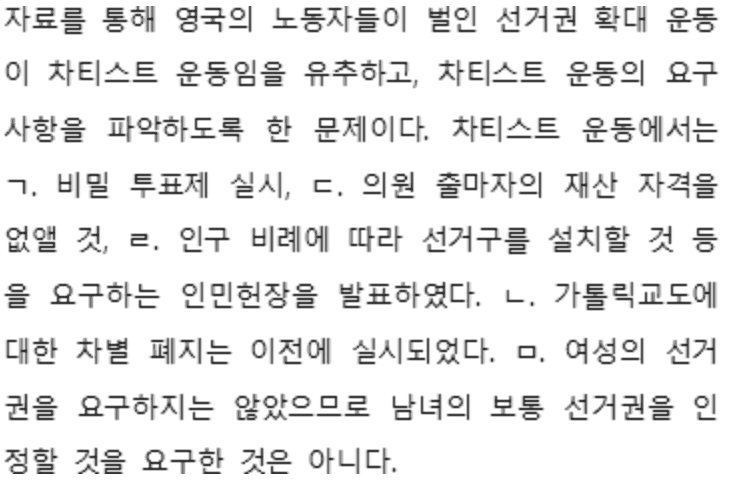 자료를 통해 영국의 노동자들이 벌인 선거권 확대 운동
이 차티스트 운동임을 유추하고, 차티스트 운동의 요구
사항을 파악하도록 한 문제이다. 차티스트 운동에서는
ㄱ. 비밀 투표제 실시, ㄷ. 의원 출마자의 재산 자격을
없앨 것, ㄹ. 인구 비례에 따라 선거구를 설치할 것 등
을 요구하는 인민헌장을 발표하였다. ㄴ. 가톨릭교도에
대한 차별 폐지는 이전에 실시되었다. ㅁ. 여성의 선거
권을 요구하지는 않았으므로 남녀의 보통 선거권을 인
정할 것을 요구한 것은 아니다.